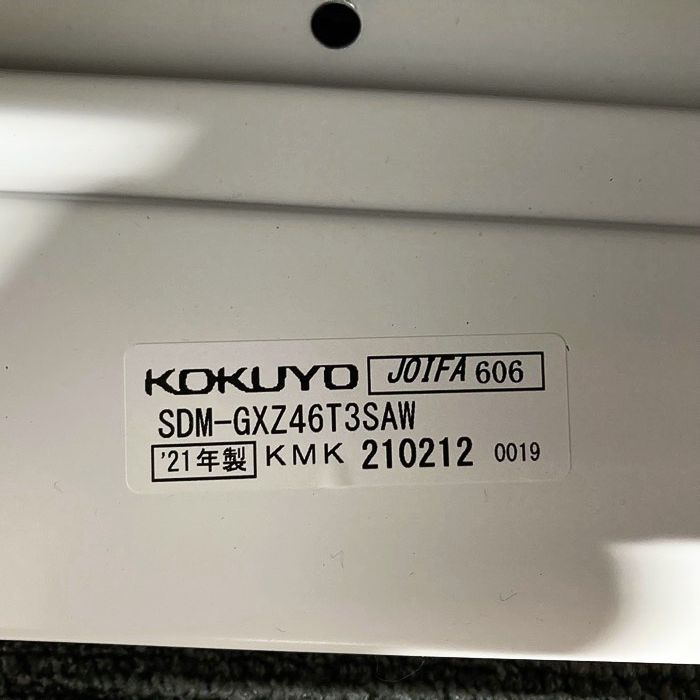 KOKUYO JOIFA 606
SDM-GXZ46T3SAW
'21年製 KMK 210212 0019